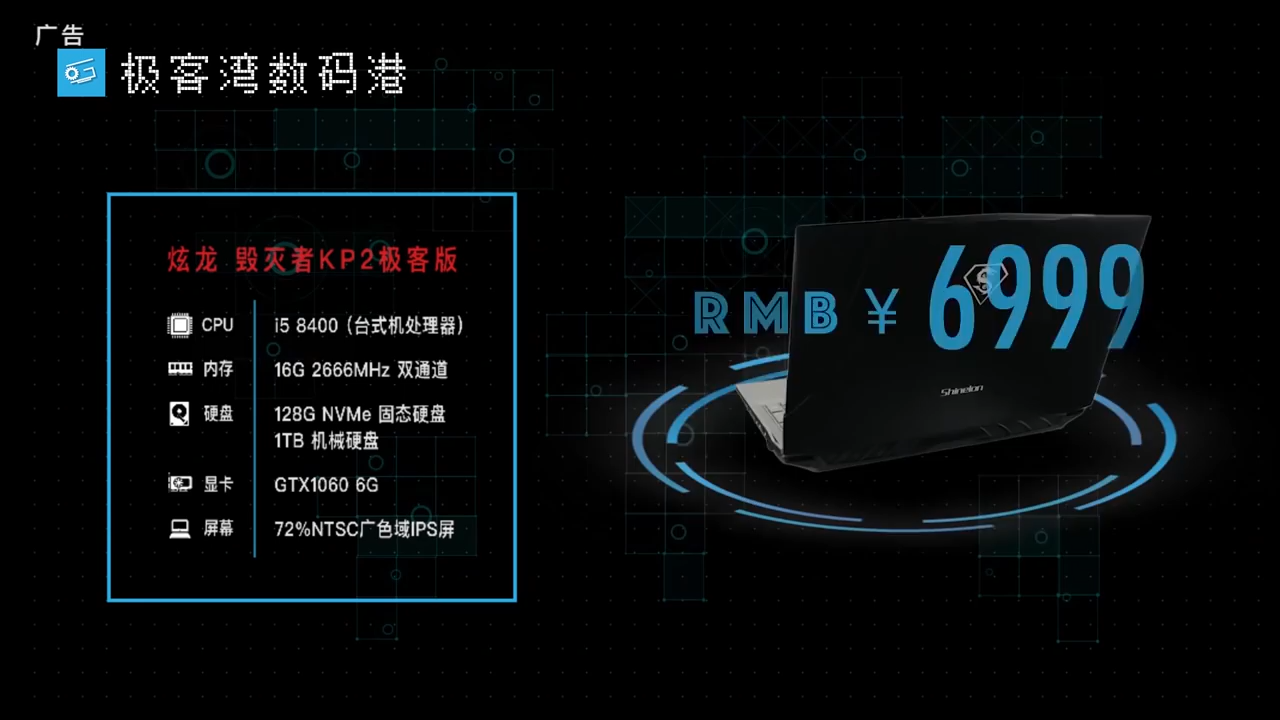 广告
极客湾数码港
炫龙 毁灭者KP2极客版
CPU i5 8400（台式机处理器）
内存 16G 2666MHz 双通道
硬盘 128G NVMe 固态硬盘
1TB 机械硬盘
显卡 GTX1060 6G
屏幕 72%NTSC广色域IPS屏
RMB ¥ 6999
S
Shinelon